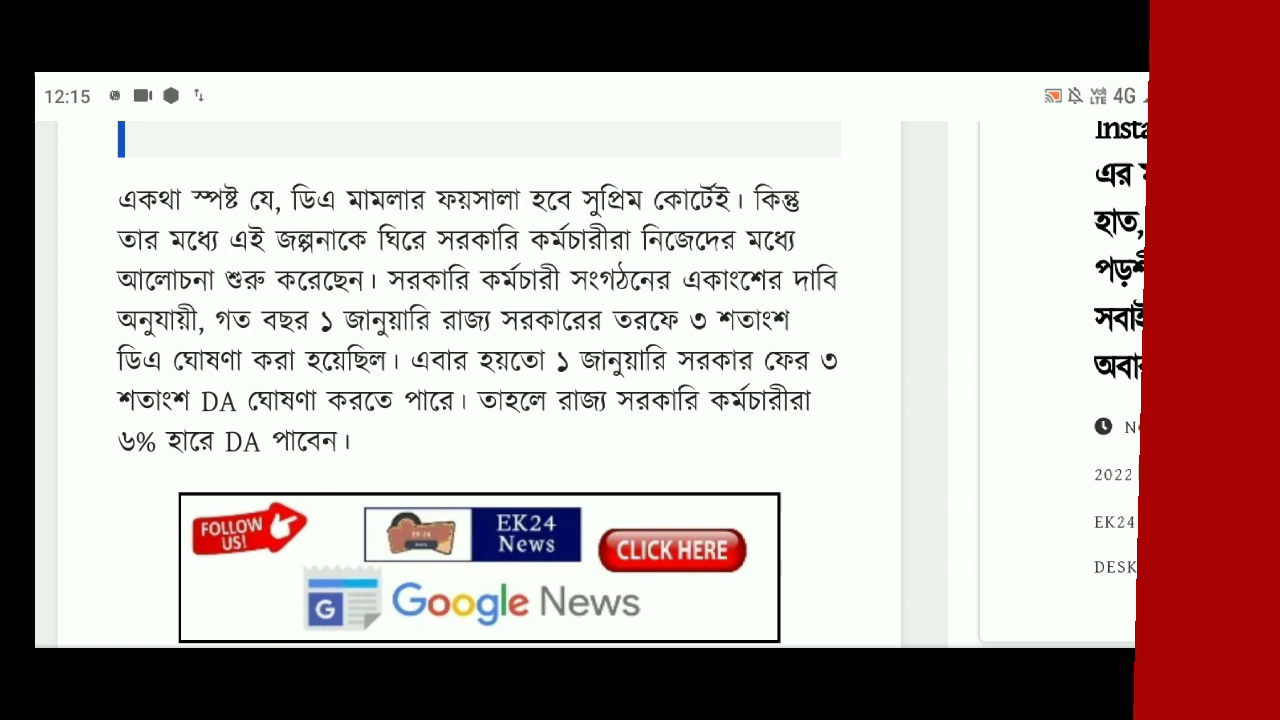 12:15
4G
একথা স্পষ্ট যে, ডিএ মামলার ফয়সালা হবে সুপ্রিম কোর্টেই। কিন্তু
তার মধ্যে এই জল্পনাকে ঘিরে সরকারি কর্মচারীরা নিজেদের মধ্যে
আলোচনা শুরু করেছেন। সরকারি কর্মচারী সংগঠনের একাংশের দাবি
অনুযায়ী, গত বছর ১ জানুয়ারি রাজ্য সরকারের তরফে ৩ শতাংশ
ডিএ ঘোষণা করা হয়েছিল। এবার হয়তো ১ জানুয়ারি সরকার ফের ৩
শতাংশ DA ঘোষণা করতে পারে। তাহলে রাজ্য সরকারি কর্মচারীরা
৬% হারে DA পাবেন।
FOLLOW
US!
EK24
News
CLICK HERE
G
Google News
এর
হাত,
সবাই
2022
EK24
DESK